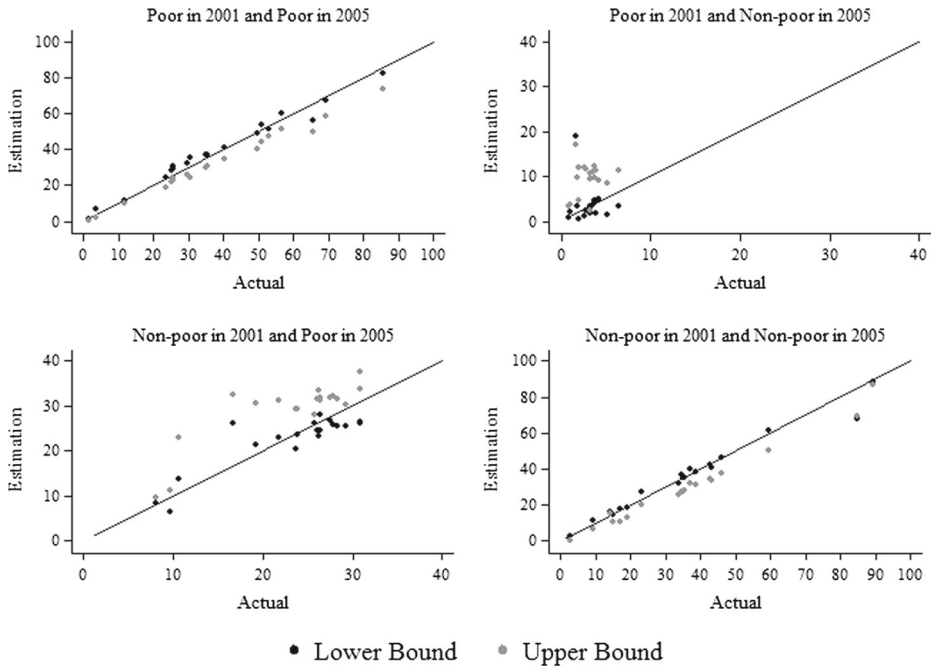 Poor in 2001 and Poor in 2005
100
80
60
40
20
0
Estimation
0 10 20 30 40 50 60 70 80 90 100
Actual
Poor in 2001 and Non-poor in 2005
40
30
20
10
0
Estimation
0 10 20 30 40
Actual
Non-poor in 2001 and Poor in 2005
40
30
20
10
0
Estimation
0 10 20 30 40
Actual
Non-poor in 2001 and Non-poor in 2005
100
80
60
40
20
0
Estimation
0 10 20 30 40 50 60 70 80 90 100
Actual
Lower Bound Upper Bound